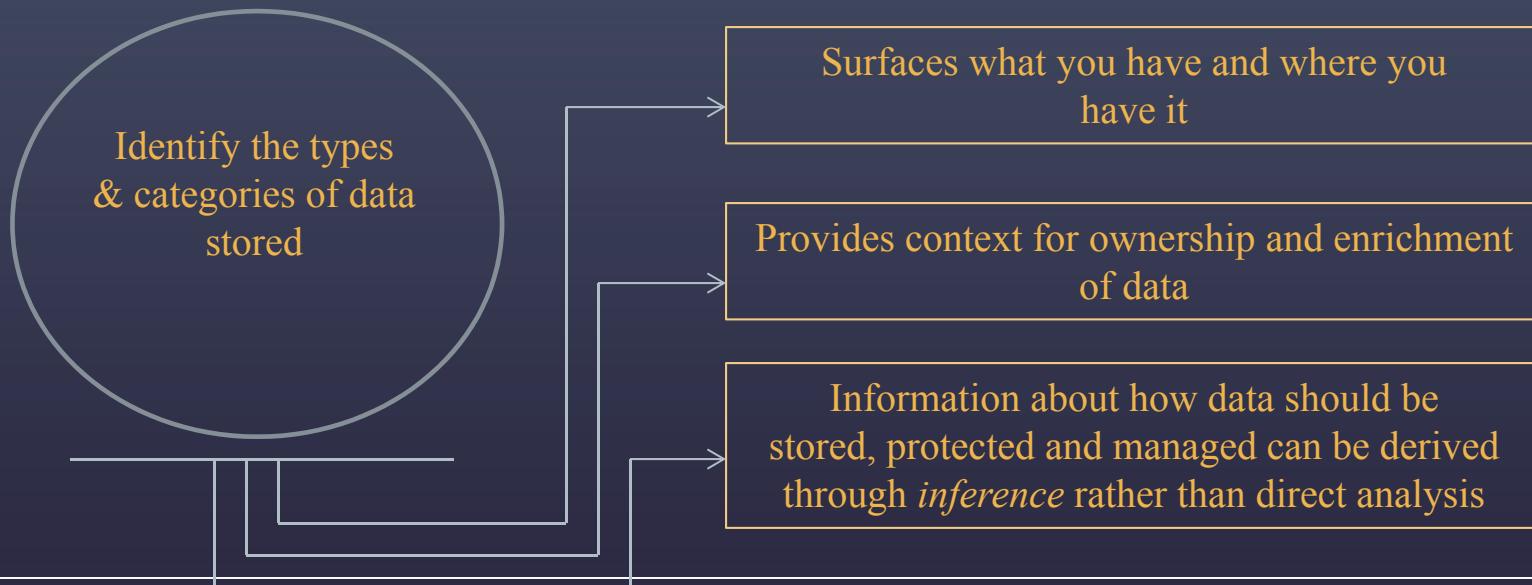 Identify the types
& categories of data
stored
Surfaces what you have and where you
have it
Provides context for ownership and enrichment
of data
Information about how data should be
stored, protected and managed can be derived
through inference rather than direct analysis